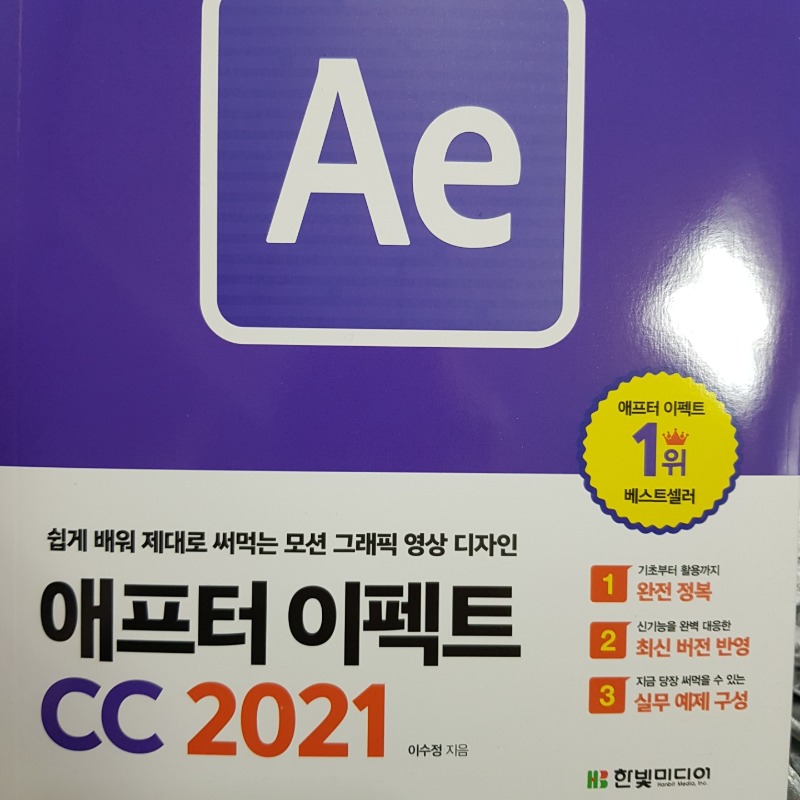 Ae
애프터 이펙트
1위
베스트셀러
쉽게 배워 제대로 써먹는 모션 그래픽 영상 디자인
애프터 이펙트
CC 2021
이수정 지음
1 기초부터 활용까지
완전 정복
2 신기능을 완벽 대응한
최신 버전 반영
3 지금 당장 써먹을 수 있는
실무 예제 구성
HB 한빛미디어
Hanbit Media, Inc.